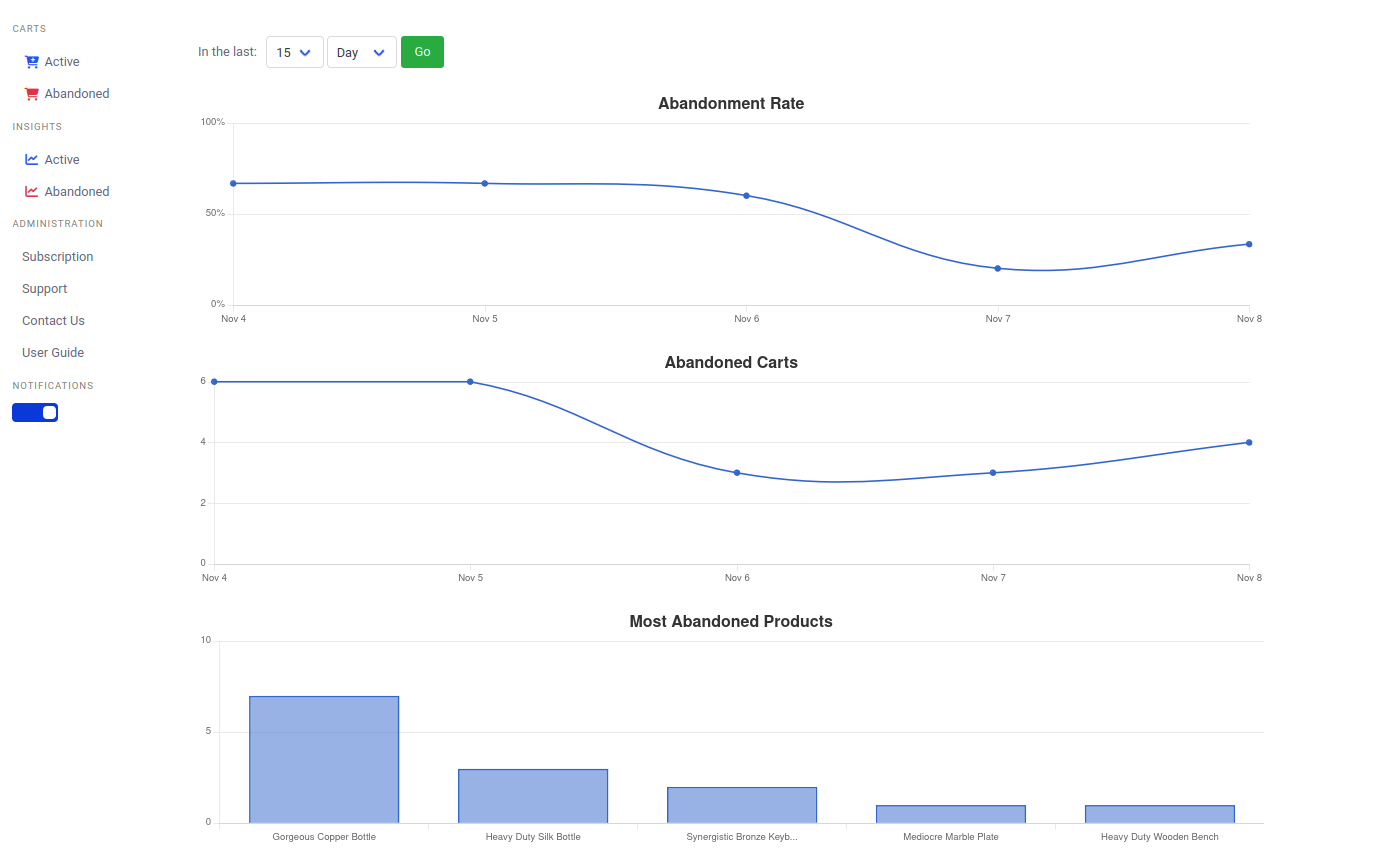 CARTS
Active
Abandoned
INSIGHTS
Active
Abandoned
ADMINISTRATION
Subscription
Support
Contact Us
User Guide
NOTIFICATIONS
In the last: 15 Day Go
Abandonment Rate
100%
50%
0%
Nov 4 Nov 5 Nov 6 Nov 7 Nov 8
Abandoned Carts
6
4
2
0
Nov 4 Nov 5 Nov 6 Nov 7 Nov 8
Most Abandoned Products
10
5
0
Gorgeous Copper Bottle Heavy Duty Silk Bottle Synergistic Bronze Keyb... Mediocre Marble Plate Heavy Duty Wooden Bench